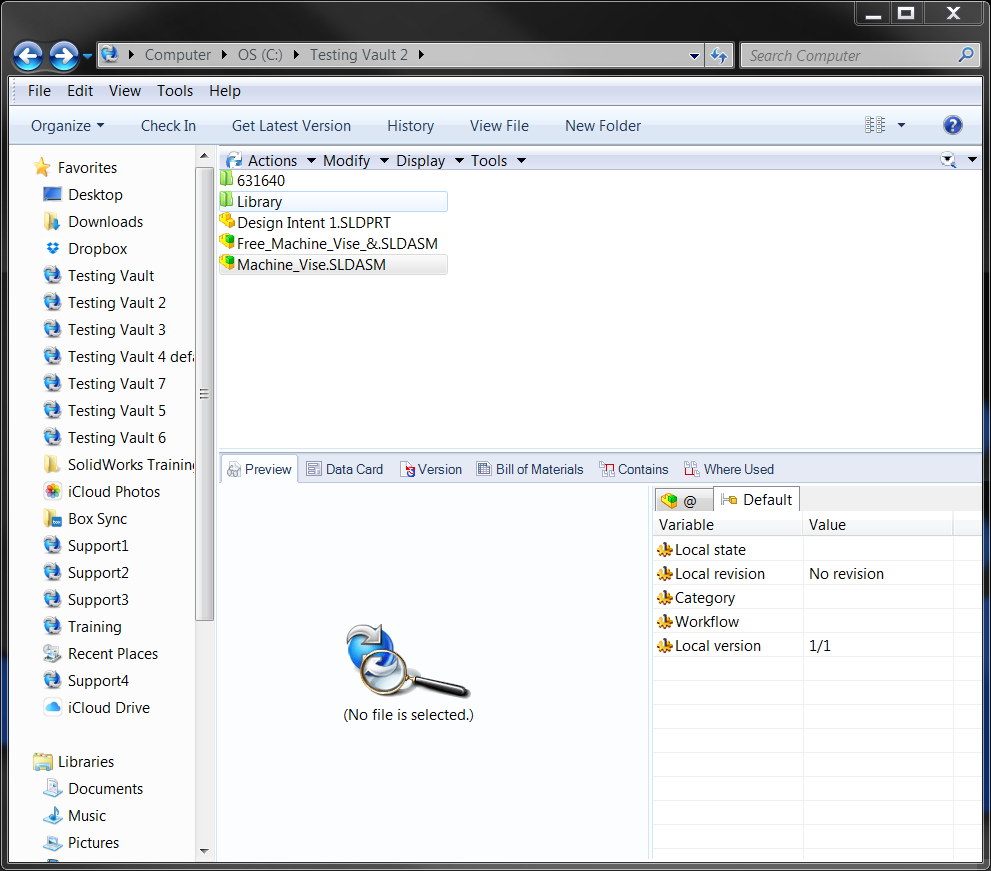 Computer OS (C:) Testing Vault 2
Search Computer
File Edit View Tools Help
Organize Check In Get Latest Version History View File New Folder
Favorites
Desktop
Downloads
Dropbox
Testing Vault
Testing Vault 2
Testing Vault 3
Testing Vault 4 defa
Testing Vault 7
Testing Vault 5
Testing Vault 6
SolidWorks Training
iCloud Photos
Box Sync
Support1
Support2
Support3
Training
Recent Places
Support4
iCloud Drive
Libraries
Documents
Music
Pictures
Actions Modify Display Tools
631640
Library
Design Intent 1.SLDPRT
Free_Machine_Vise_&.SLDASM
Machine_Vise.SLDASM
Preview Data Card Version Bill of Materials Contains Where Used
(No file is selected.)
@ Default
Variable Value
Local state
Local revision No revision
Category
Workflow
Local version 1/1